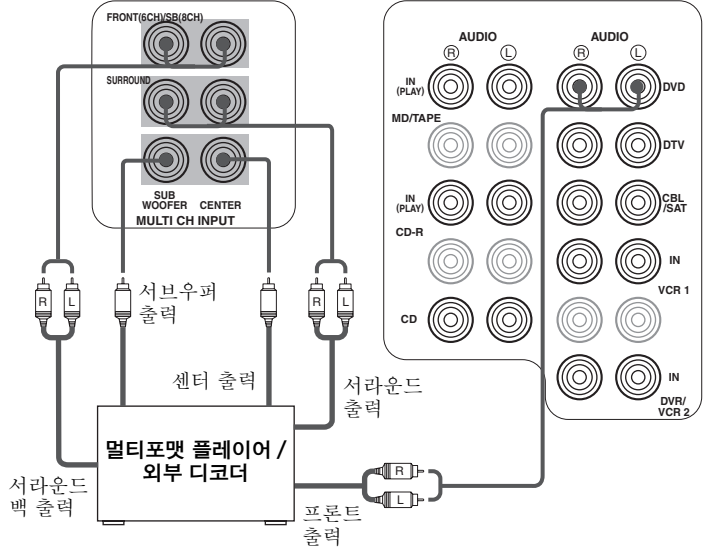 FRONT(6CH)/SB(8CH)
SURROUND
SUB
WOOFER
CENTER
MULTI CH INPUT
AUDIO
R
L
AUDIO
R
L
IN
(PLAY)
MD/TAPE
IN
(PLAY)
CD-R
CD
DVD
DTV
CBL
/SAT
IN
VCR 1
IN
DVR/
VCR 2
R
L
서브우퍼
출력
R
L
센터 출력
서라운드
출력
멀티포맷 플레이어 /
외부 디코더
서라운드
백 출력
R
L
프론트
출력